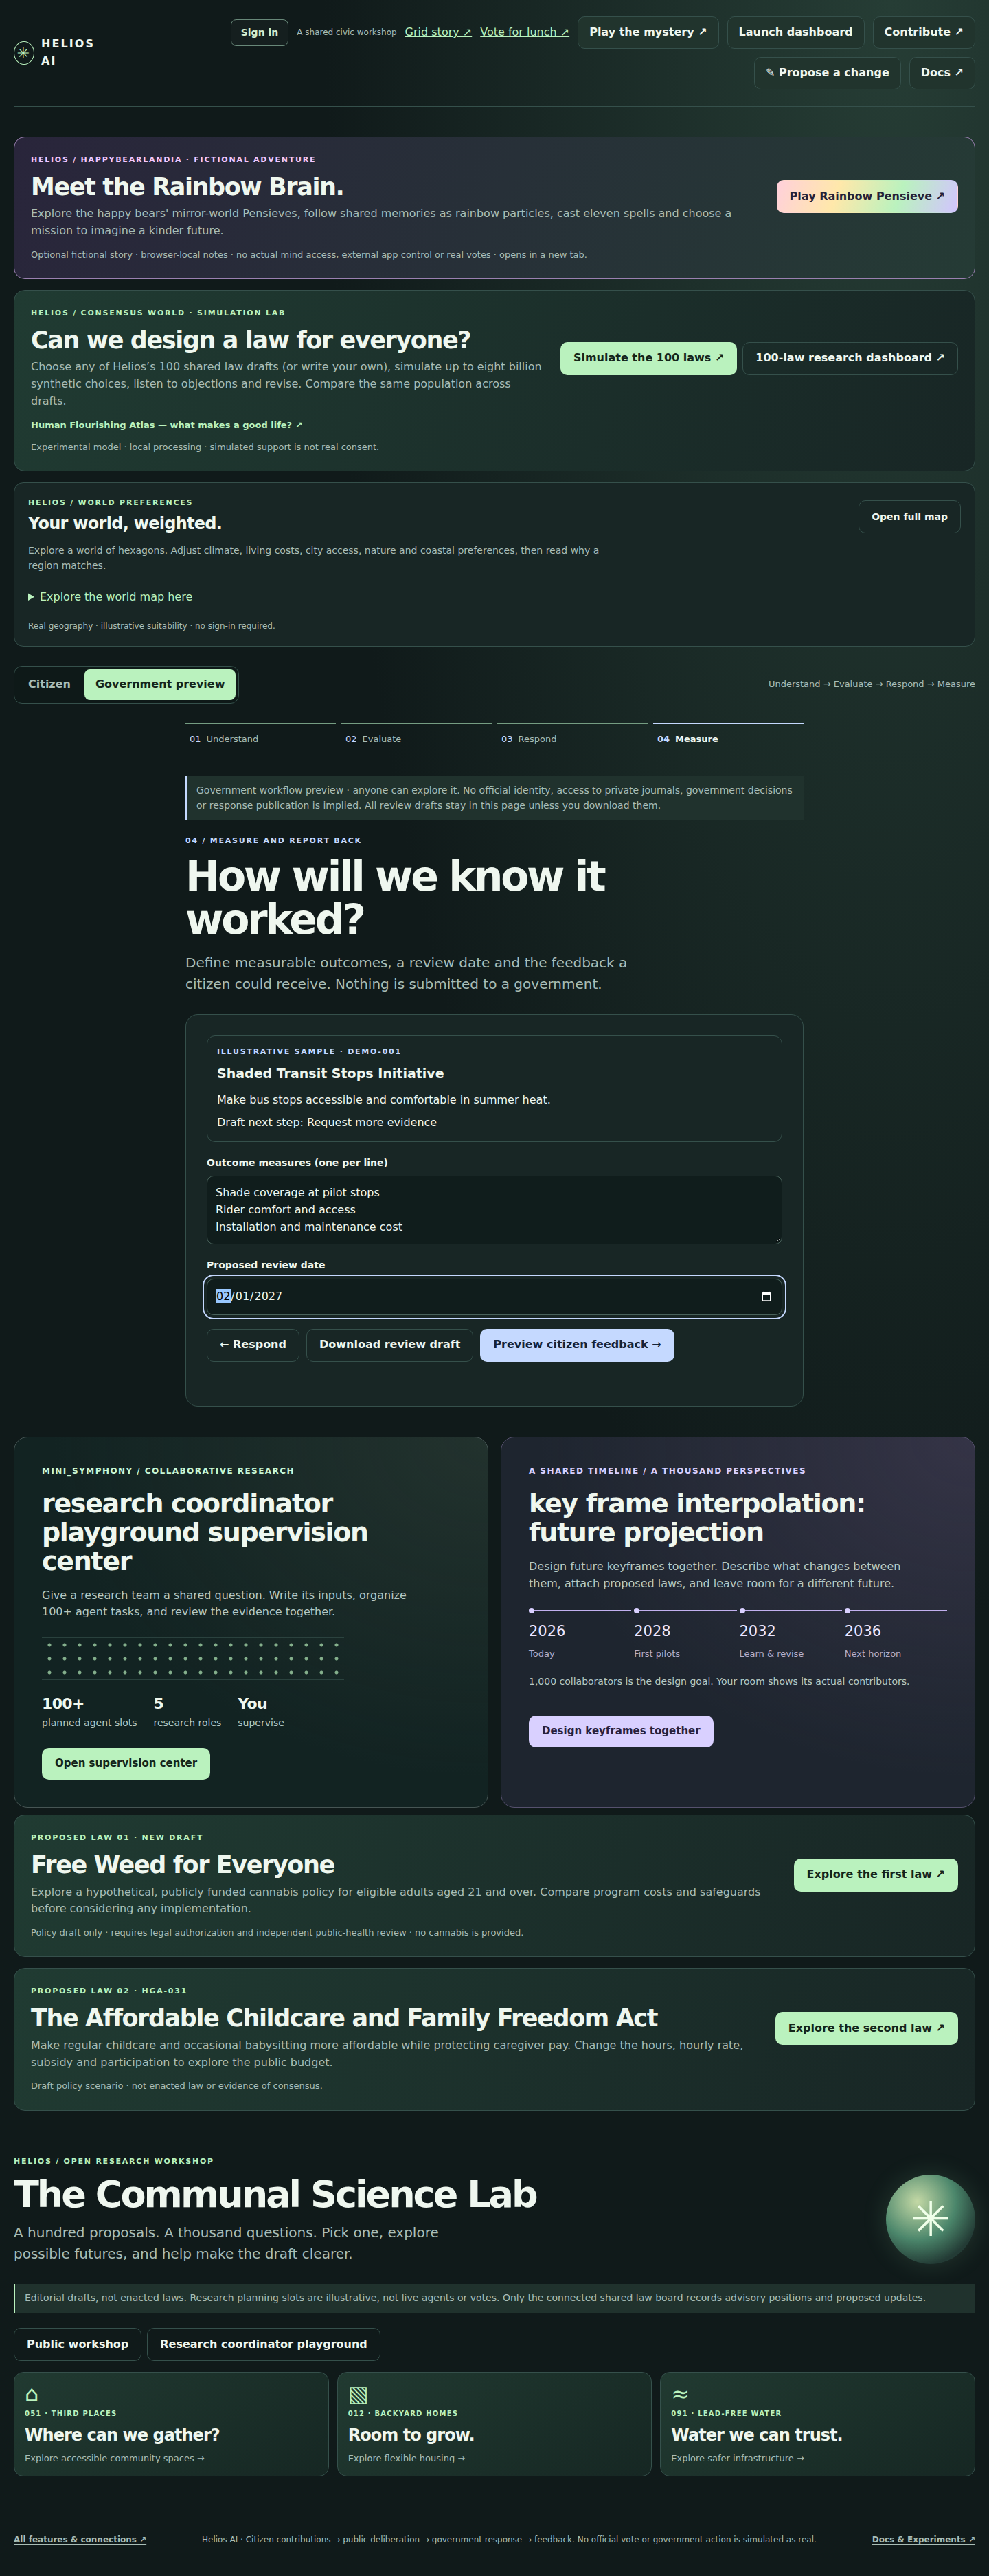 HELIOS
AI
Sign in
A shared civic workshop
Grid story ↗
Vote for lunch ↗
Play the mystery ↗
Launch dashboard
Contribute ↗
✎ Propose a change
Docs ↗
HELIOS / HAPPYBEARLANDIA · FICTIONAL ADVENTURE
Meet the Rainbow Brain.
Explore the happy bears' mirror-world Pensieves, follow shared memories as rainbow particles, cast eleven spells and choose a
mission to imagine a kinder future.
Optional fictional story · browser-local notes · no actual mind access, external app control or real votes · opens in a new tab.
Play Rainbow Pensieve ↗
HELIOS / CONSENSUS WORLD · SIMULATION LAB
Can we design a law for everyone?
Choose any of Helios’s 100 shared law drafts (or write your own), simulate up to eight billion
synthetic choices, listen to objections and revise. Compare the same population across
drafts.
Human Flourishing Atlas — what makes a good life? ↗
Experimental model · local processing · simulated support is not real consent.
Simulate the 100 laws ↗
100-law research dashboard ↗
HELIOS / WORLD PREFERENCES
Your world, weighted.
Explore a world of hexagons. Adjust climate, living costs, city access, nature and coastal preferences, then read why a
region matches.
▶ Explore the world map here
Real geography · illustrative suitability · no sign-in required.
Open full map
Citizen
Government preview
Understand → Evaluate → Respond → Measure
01 Understand
02 Evaluate
03 Respond
04 Measure
Government workflow preview · anyone can explore it. No official identity, access to private journals, government decisions
or response publication is implied. All review drafts stay in this page unless you download them.
04 / MEASURE AND REPORT BACK
How will we know it
worked?
Define measurable outcomes, a review date and the feedback a
citizen could receive. Nothing is submitted to a government.
ILLUSTRATIVE SAMPLE · DEMO-001
Shaded Transit Stops Initiative
Make bus stops accessible and comfortable in summer heat.
Draft next step: Request more evidence
Outcome measures (one per line)
Shade coverage at pilot stops
Rider comfort and access
Installation and maintenance cost
Proposed review date
02/01/2027
← Respond
Download review draft
Preview citizen feedback →
MINI_SYMPHONY / COLLABORATIVE RESEARCH
research coordinator
playground supervision
center
Give a research team a shared question. Write its inputs, organize
100+ agent tasks, and review the evidence together.
100+
planned agent slots
5
research roles
You
supervise
Open supervision center
A SHARED TIMELINE / A THOUSAND PERSPECTIVES
key frame interpolation:
future projection
Design future keyframes together. Describe what changes between
them, attach proposed laws, and leave room for a different future.
2026
Today
2028
First pilots
2032
Learn & revise
2036
Next horizon
1,000 collaborators is the design goal. Your room shows its actual contributors.
Design keyframes together
PROPOSED LAW 01 · NEW DRAFT
Free Weed for Everyone
Explore a hypothetical, publicly funded cannabis policy for eligible adults aged 21 and over. Compare program costs and safeguards
before considering any implementation.
Policy draft only · requires legal authorization and independent public-health review · no cannabis is provided.
Explore the first law ↗
PROPOSED LAW 02 · HGA-031
The Affordable Childcare and Family Freedom Act
Make regular childcare and occasional babysitting more affordable while protecting caregiver pay. Change the hours, hourly rate,
subsidy and participation to explore the public budget.
Draft policy scenario · not enacted law or evidence of consensus.
Explore the second law ↗
HELIOS / OPEN RESEARCH WORKSHOP
The Communal Science Lab
A hundred proposals. A thousand questions. Pick one, explore
possible futures, and help make the draft clearer.
Editorial drafts, not enacted laws. Research planning slots are illustrative, not live agents or votes. Only the connected shared law board records advisory positions and proposed updates.
Public workshop
Research coordinator playground
051 · THIRD PLACES
Where can we gather?
Explore accessible community spaces →
012 · BACKYARD HOMES
Room to grow.
Explore flexible housing →
091 · LEAD-FREE WATER
Water we can trust.
Explore safer infrastructure →
All features & connections ↗
Helios AI · Citizen contributions → public deliberation → government response → feedback. No official vote or government action is simulated as real.
Docs & Experiments ↗